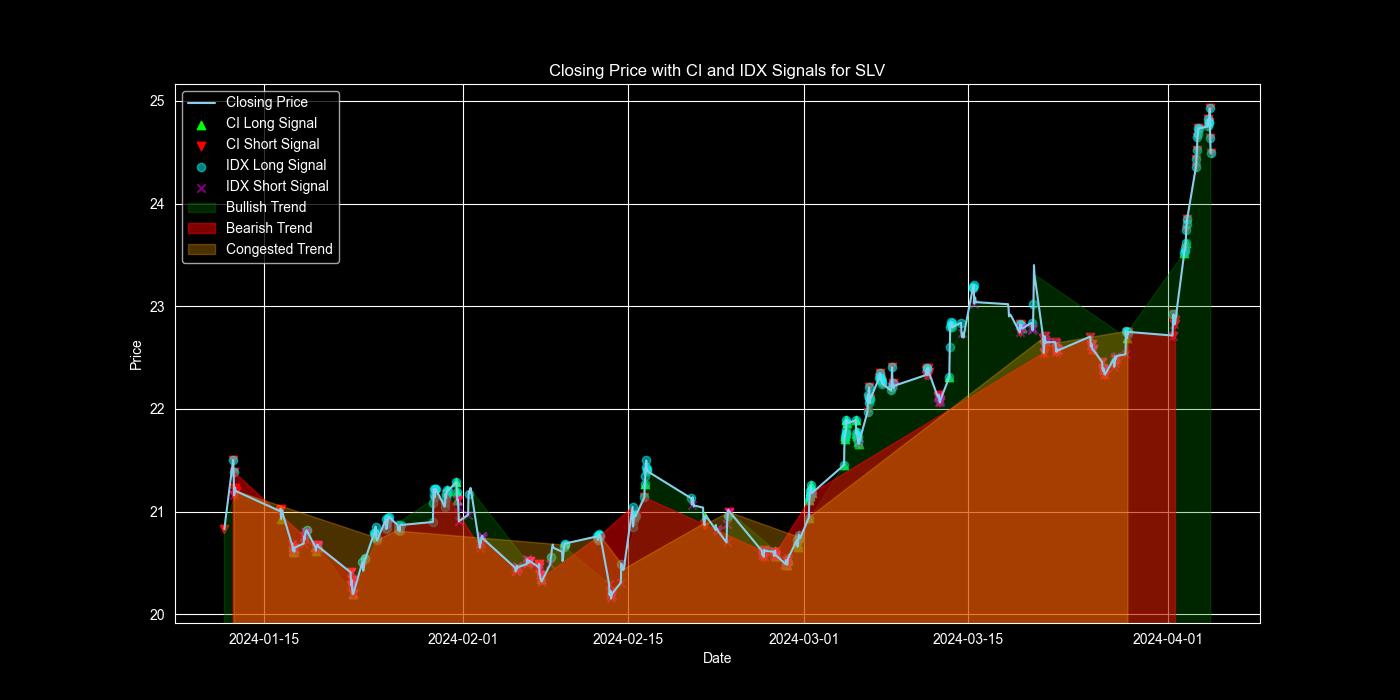 Closing Price with CI and IDX Signals for SLV
25
24
23
22
21
20
Price
Closing Price
CI Long Signal
CI Short Signal
IDX Long Signal
IDX Short Signal
Bullish Trend
Bearish Trend
Congested Trend
2024-01-15
2024-02-01
2024-02-15
2024-03-01
2024-03-15
2024-04-01
Date